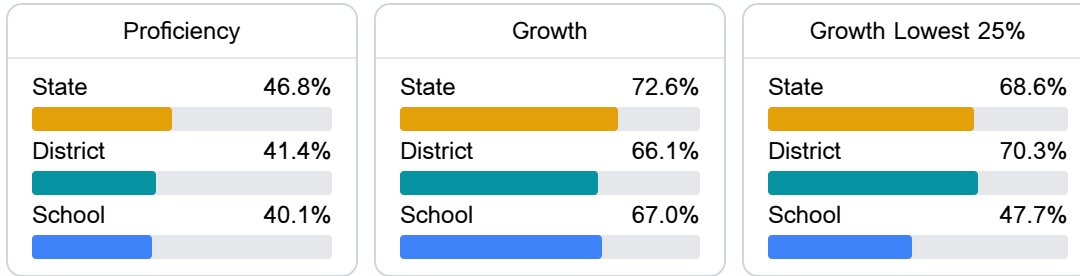 Proficiency
State 46.8%
District 41.4%
School 40.1%
Growth
State 72.6%
District 66.1%
School 67.0%
Growth Lowest 25%
State 68.6%
District 70.3%
School 47.7%